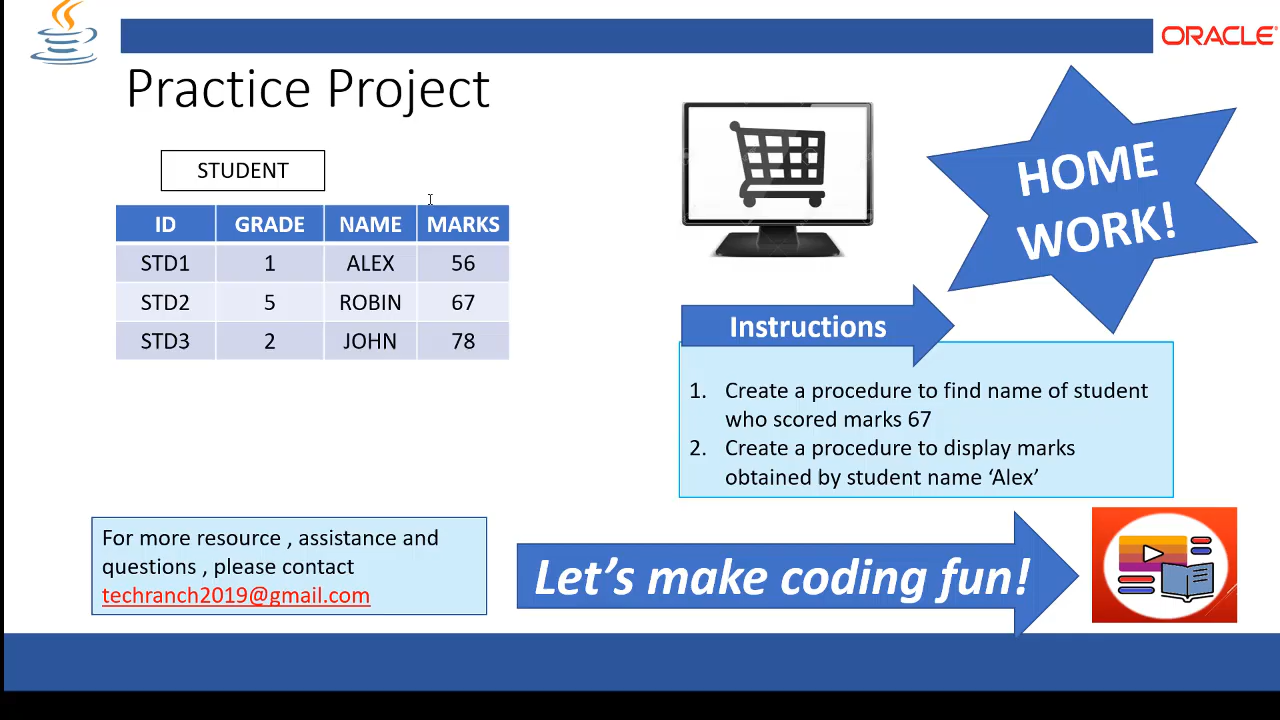 ORACLE
Practice Project
STUDENT
ID GRADE NAME MARKS
STD1 1 ALEX 56
STD2 5 ROBIN 67
STD3 2 JOHN 78
HOME
WORK!
Instructions
1. Create a procedure to find name of student
who scored marks 67
2. Create a procedure to display marks
obtained by student name ‘Alex’
For more resource , assistance and
questions , please contact
techranch2019@gmail.com
Let’s make coding fun!